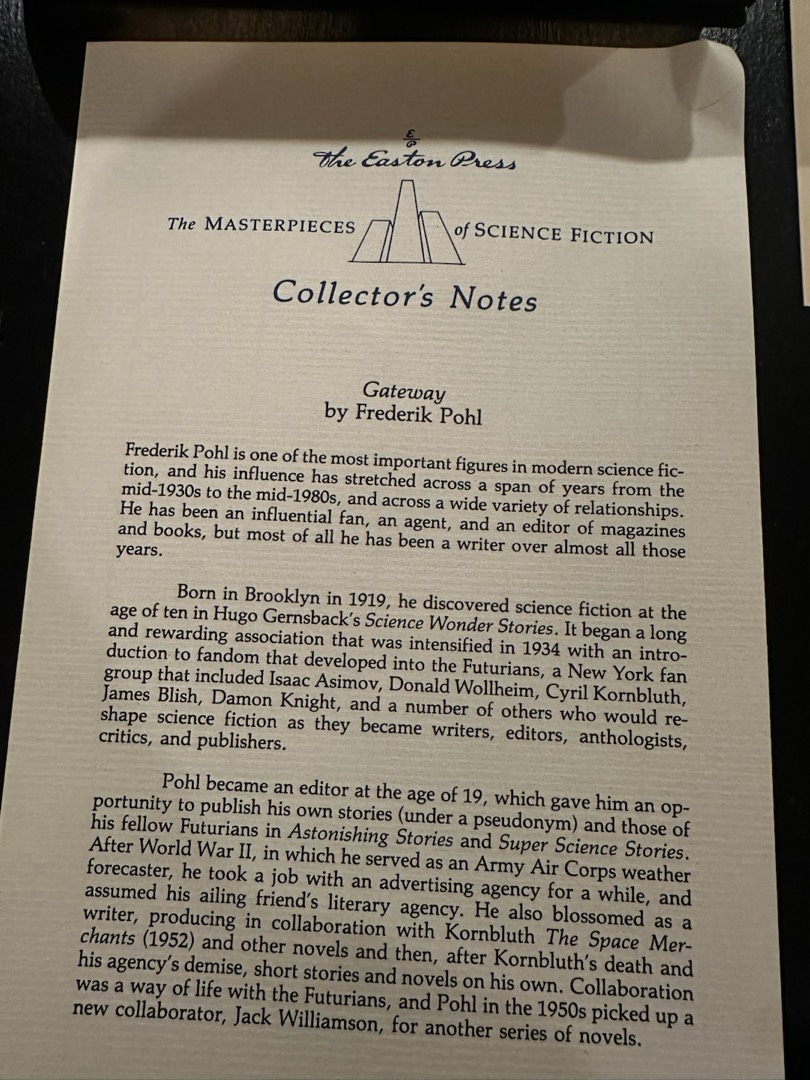 E
P
The Easton Press
The MASTERPIECES of SCIENCE FICTION
Collector's Notes
Gateway
by Frederik Pohl
Frederik Pohl is one of the most important figures in modern science fic-
tion, and his influence has stretched across a span of years from the
mid-1930s to the mid-1980s, and across a wide variety of relationships.
He has been an influential fan, an agent, and an editor of magazines
and books, but most of all he has been a writer over almost all those
years.
Born in Brooklyn in 1919, he discovered science fiction at the
age of ten in Hugo Gernsback's Science Wonder Stories. It began a long
and rewarding association that was intensified in 1934 with an intro-
duction to fandom that developed into the Futurians, a New York fan
group that included Isaac Asimov, Donald Wollheim, Cyril Kornbluth,
James Blish, Damon Knight, and a number of others who would re-
shape science fiction as they became writers, editors, anthologists,
critics, and publishers.
Pohl became an editor at the age of 19, which gave him an op-
portunity to publish his own stories (under a pseudonym) and those of
his fellow Futurians in Astonishing Stories and Super Science Stories.
After World War II, in which he served as an Army Air Corps weather
forecaster, he took a job with an advertising agency for a while, and
assumed his ailing friend's literary agency. He also blossomed as a
writer, producing in collaboration with Kornbluth The Space Mer-
chants (1952) and other novels and then, after Kornbluth's death and
his agency's demise, short stories and novels on his own. Collaboration
was a way of life with the Futurians, and Pohl in the 1950s picked up a
new collaborator, Jack Williamson, for another series of novels.